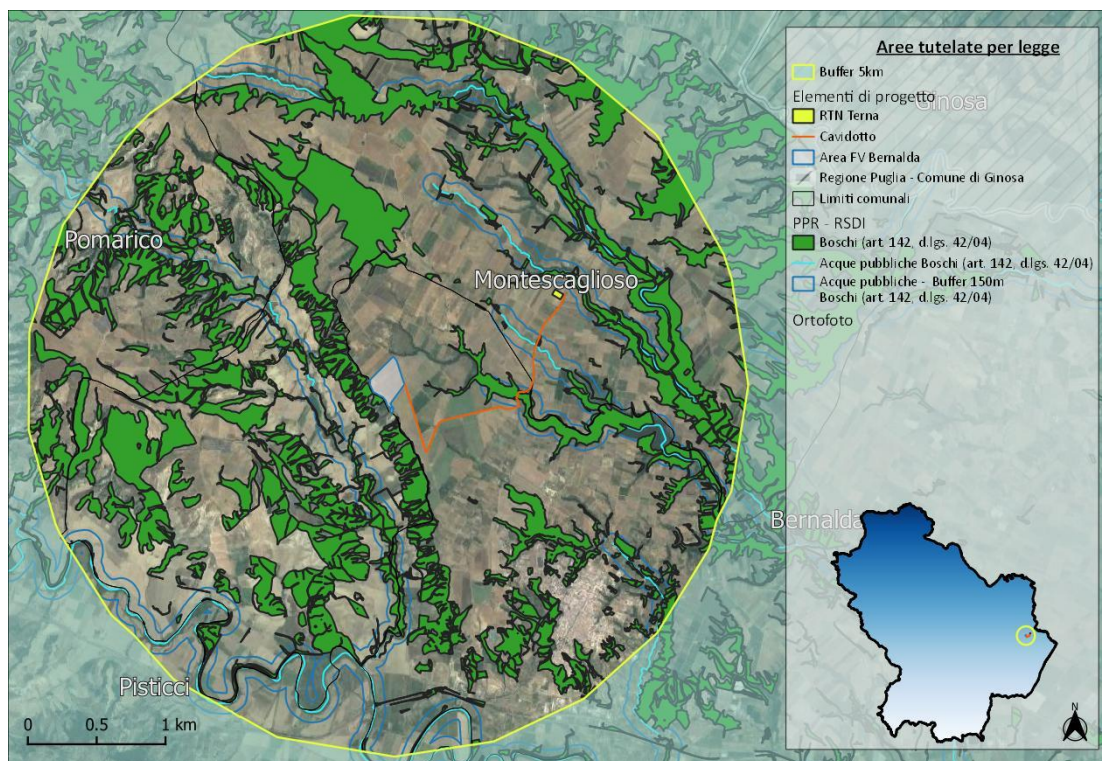 Aree tutelate per legge
Buffer 5km
Elementi di progetto
Ginosa
RTN Terna
Cavidotto
Area FV Bernalda
Regione Puglia - Comune di Ginosa
Limiti comunali
PPR - RSDI
Boschi (art. 142, d.lgs. 42/04)
Acque pubbliche Boschi (art. 142, d.lgs. 42/04)
Acque pubbliche - Buffer 150m
Boschi (art. 142, d.lgs. 42/04)
Ortofoto
Pomarico
Montescaglioso
Bernalda
Pisticci
0 0.5 1 km
N